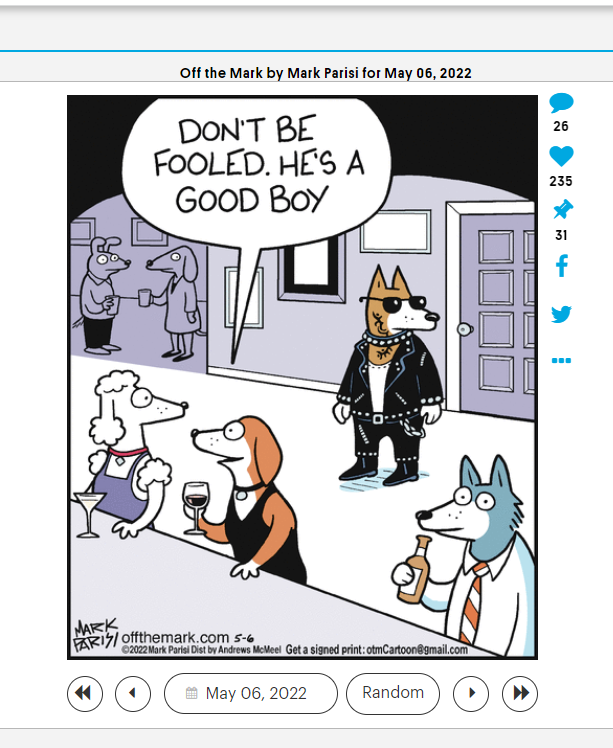 Off the Mark by Mark Parisi for May 06, 2022
26
235
31
DON'T BE
FOOLED. HE'S A
GOOD BOY
MARK
PARISI
offthemark.com 5-6
©2022 Mark Parisi Dist by Andrews McMeel Get a signed print: otmCartoon@gmail.com
May 06, 2022
Random